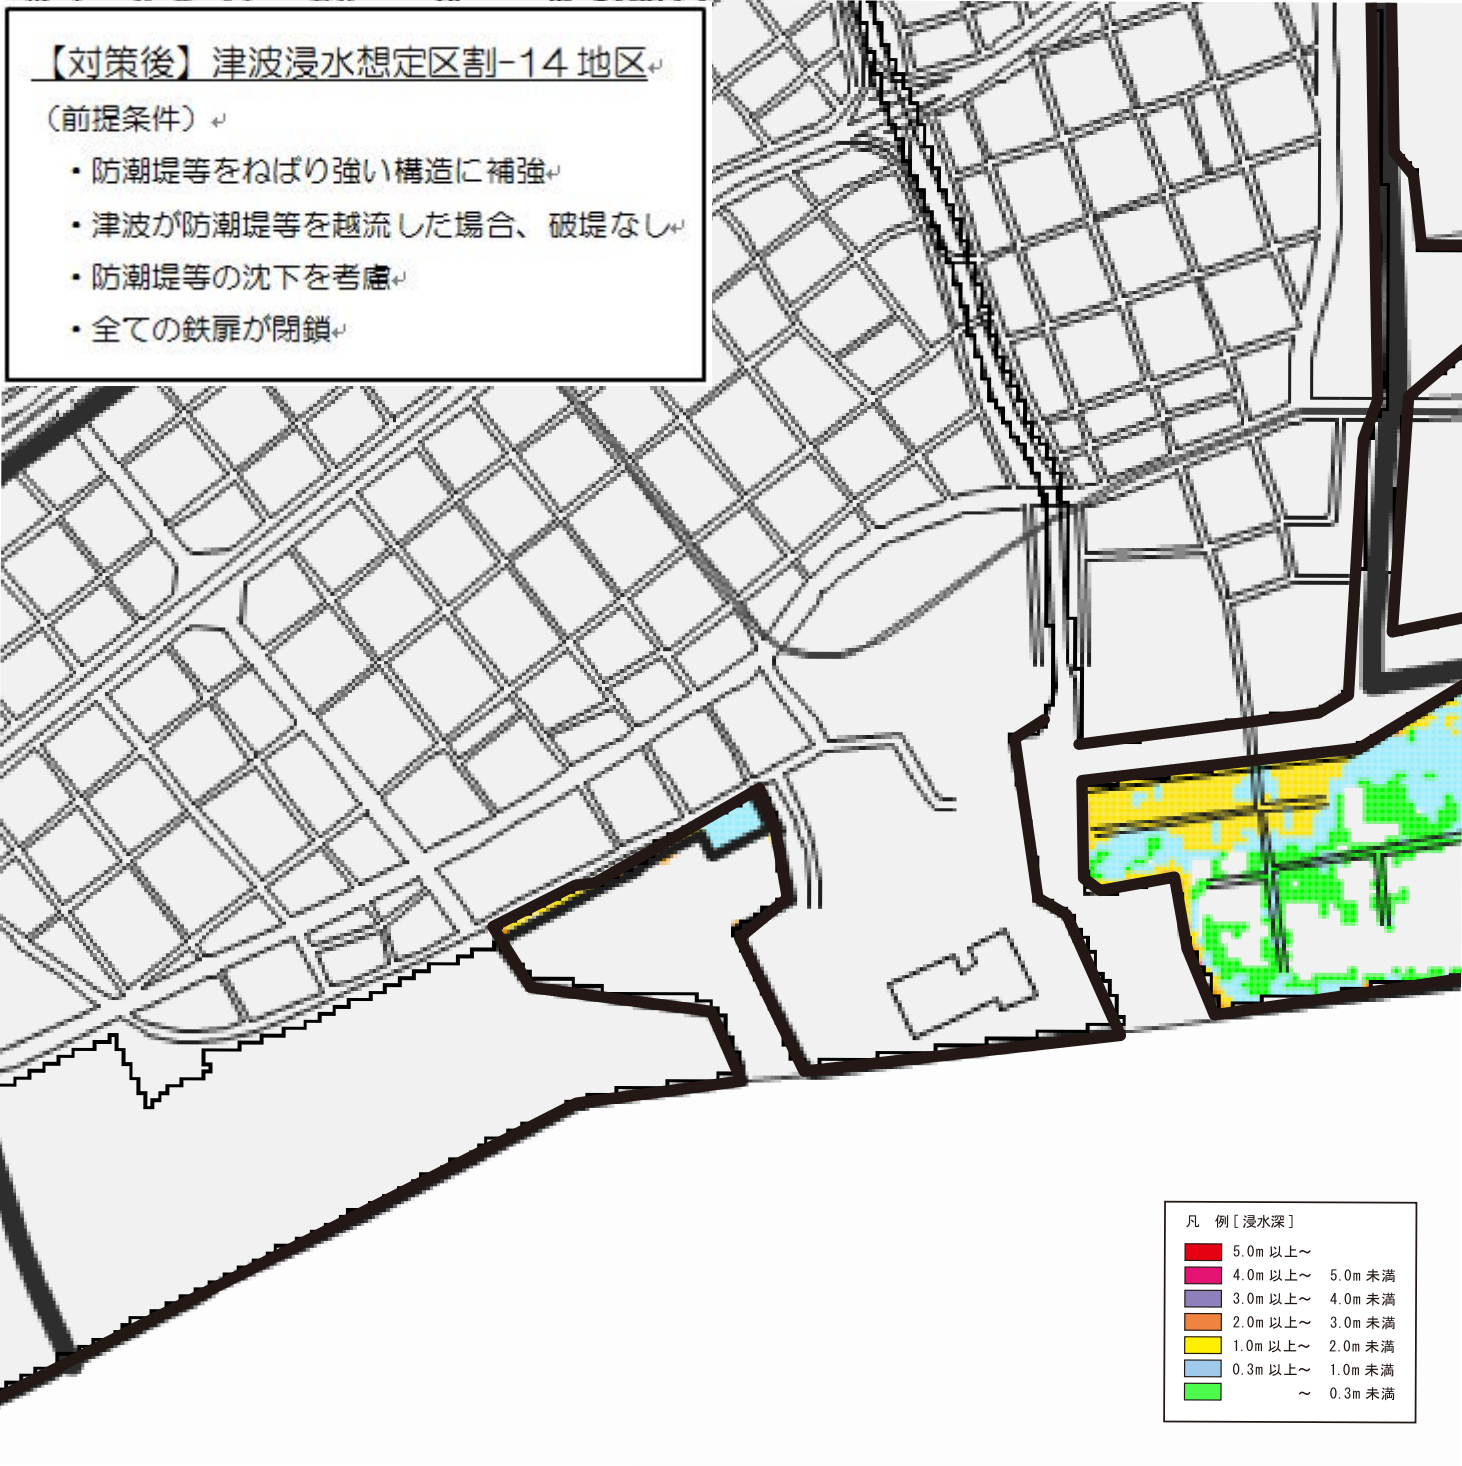 【対策後】津波浸水想定区割-14地区
（前提条件）
・防潮堤等をねばり強い構造に補強
・津波が防潮堤等を越流した場合、破堤なし
・防潮堤等の沈下を考慮
・全ての鉄扉が閉鎖
凡 例 [ 浸水深 ]
5.0m 以上～
4.0m 以上～ 5.0m 未満
3.0m 以上～ 4.0m 未満
2.0m 以上～ 3.0m 未満
1.0m 以上～ 2.0m 未満
0.3m 以上～ 1.0m 未満
～ 0.3m 未満